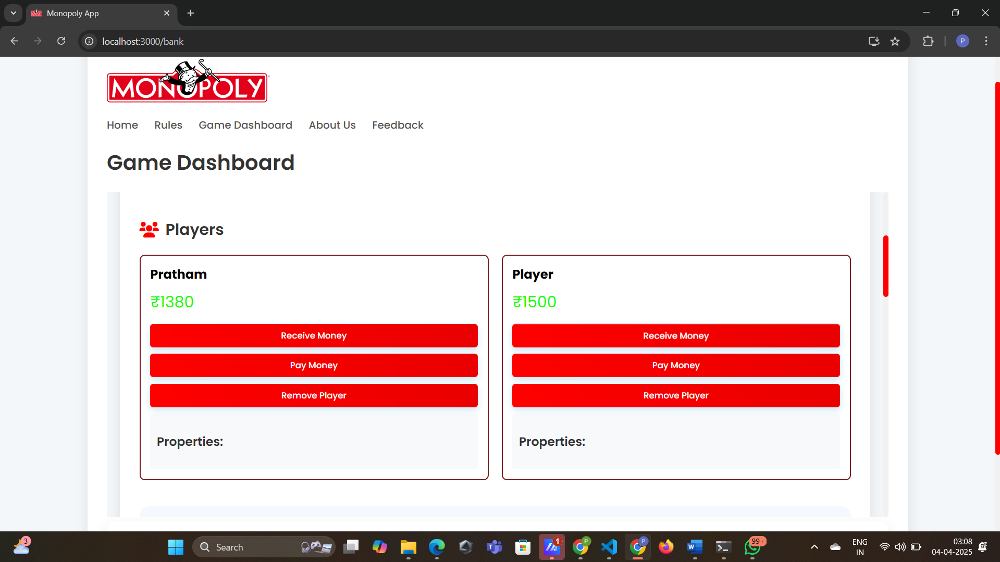 Monopoly App
localhost:3000/bank
P
MONOPOLY
Home Rules Game Dashboard About Us Feedback
Game Dashboard
Players
Pratham
₹1380
Receive Money
Pay Money
Remove Player
Properties:
Player
₹1500
Receive Money
Pay Money
Remove Player
Properties:
3
Search
1
P
P
99+
ENG
IN
03:08
04-04-2025